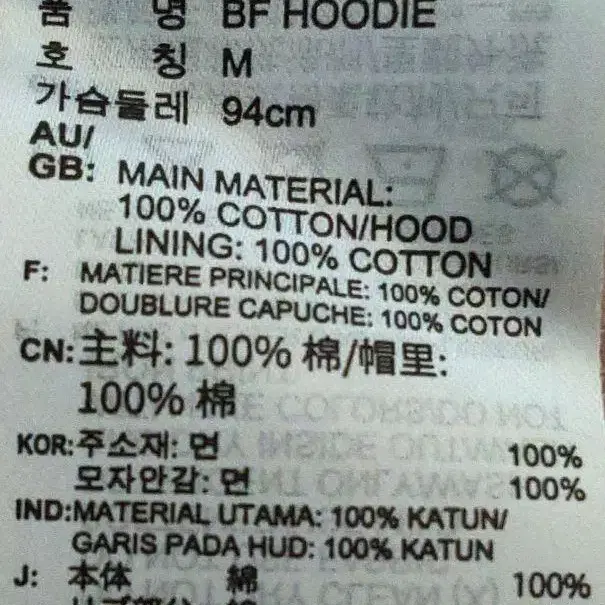 품 명 BF HOODIE
호 칭 M
가슴둘레 94cm
AU/
GB: MAIN MATERIAL:
100% COTTON/HOOD
LINING: 100% COTTON
F: MATIERE PRINCIPALE: 100% COTON/
DOUBLURE CAPUCHE: 100% COTON
CN:主料: 100% 棉/帽里:
100% 棉
KOR:주소재: 면 100%
모자안감: 면 100%
IND:MATERIAL UTAMA: 100% KATUN/
GARIS PADA HUD: 100% KATUN
J: 本体 綿 100%